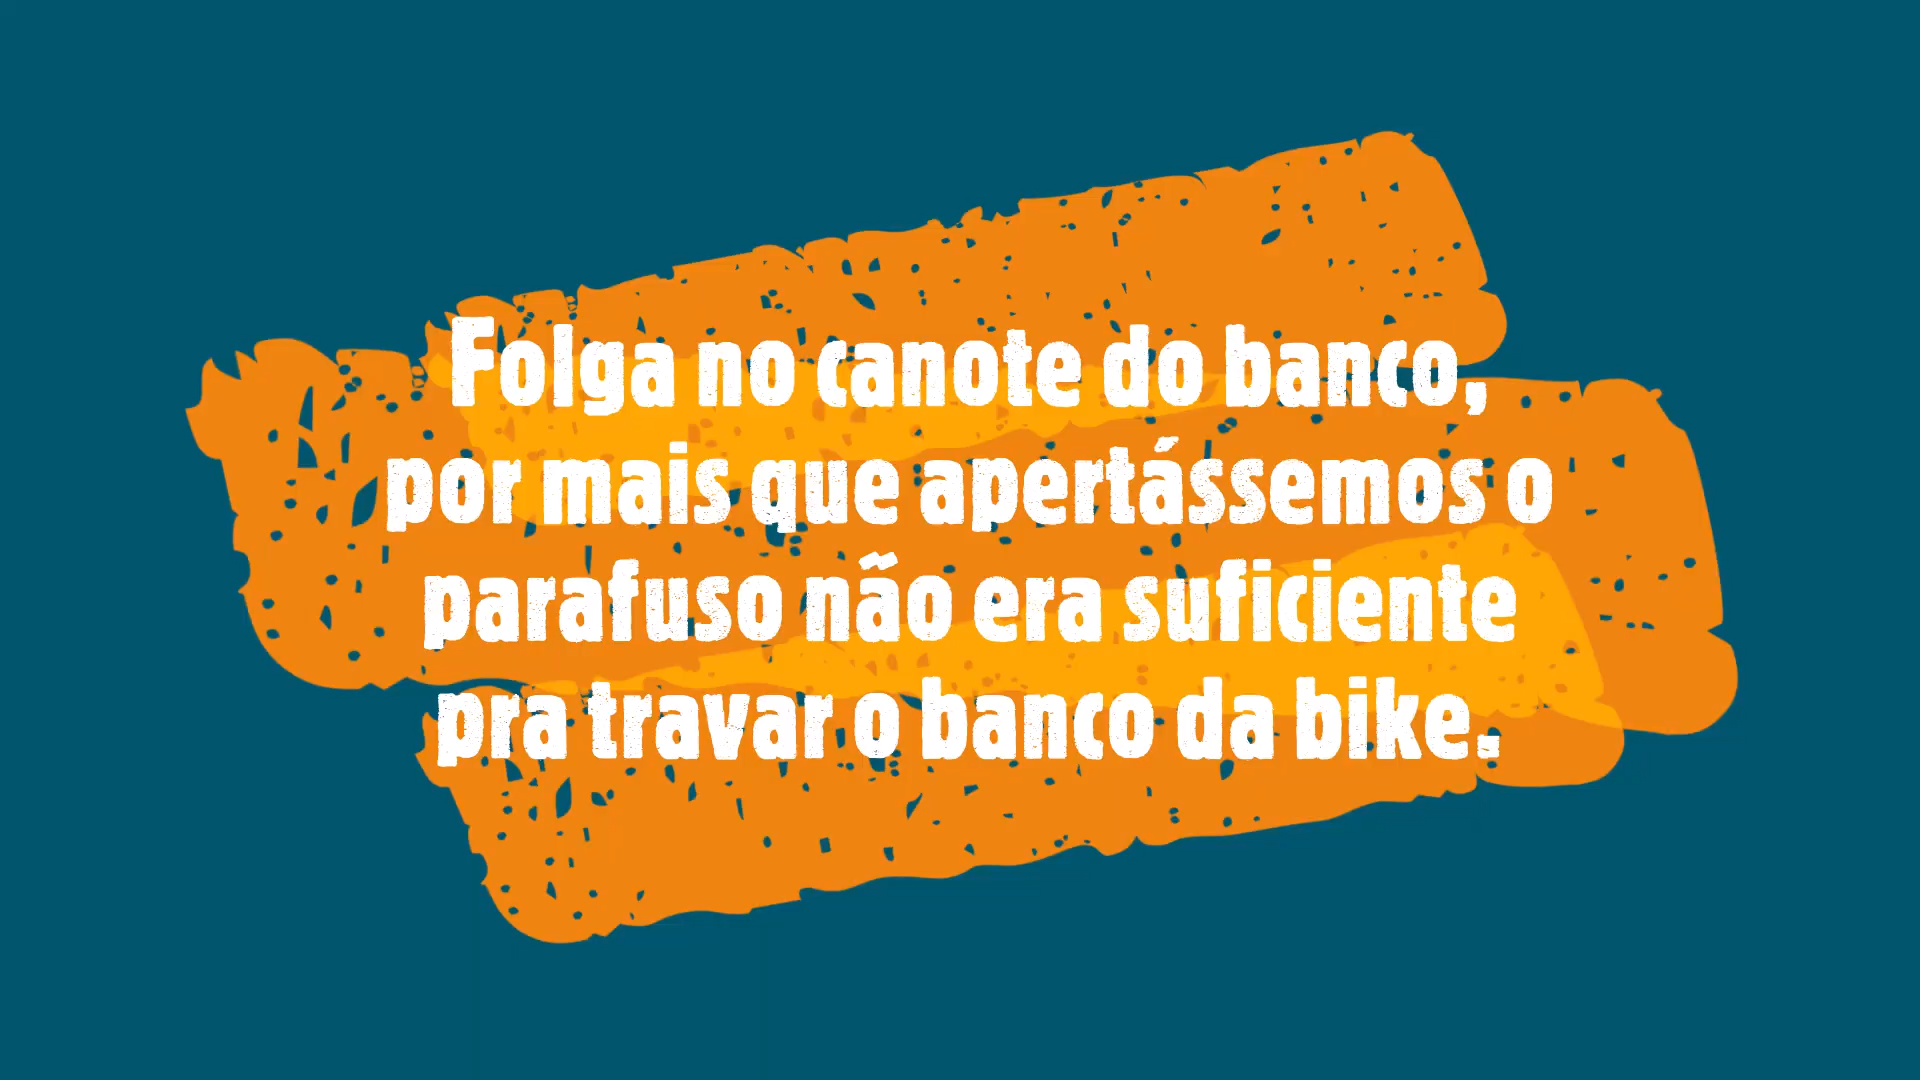 Folga no canote do banco,
por mais que apertássemos o
parafuso não era suficiente
pra travar o banco da bike.